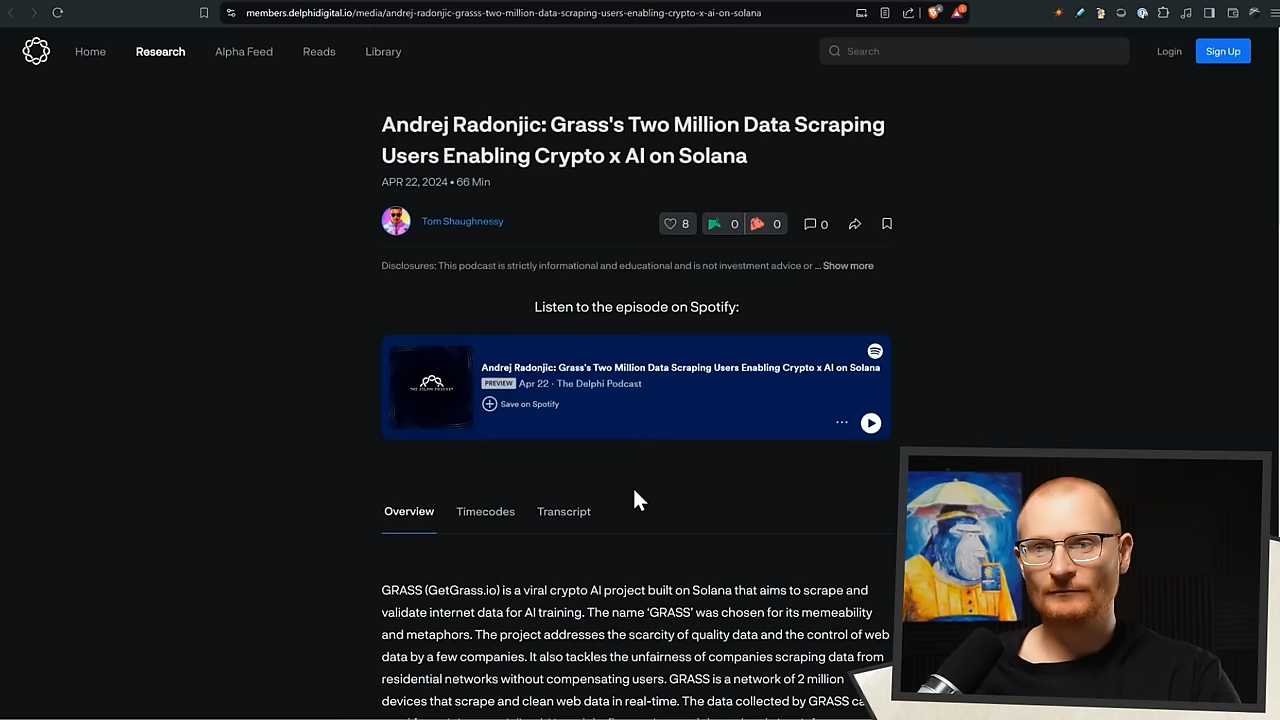 members.delphidigital.io/media/andrej-radonjic-grasss-two-million-data-scraping-users-enabling-crypto-x-ai-on-solana
Home Research Alpha Feed Reads Library Search Login Sign Up
Andrej Radonjic: Grass's Two Million Data Scraping
Users Enabling Crypto x AI on Solana
APR 22, 2024 • 66 Min
Tom Shaughnessy 8 0 0 0
Disclosures: This podcast is strictly informational and educational and is not investment advice or ... Show more
Listen to the episode on Spotify:
THE DELPHI PODCAST
Andrej Radonjic: Grass's Two Million Data Scraping Users Enabling Crypto x AI on Solana
PREVIEW Apr 22 · The Delphi Podcast
Save on Spotify
Overview Timecodes Transcript
GRASS (GetGrass.io) is a viral crypto AI project built on Solana that aims to scrape and
validate internet data for AI training. The name ‘GRASS’ was chosen for its memeability
and metaphors. The project addresses the scarcity of quality data and the control of web
data by a few companies. It also tackles the unfairness of companies scraping data from
residential networks without compensating users. GRASS is a network of 2 million
devices that scrape and clean web data in real-time. The data collected by GRASS ca